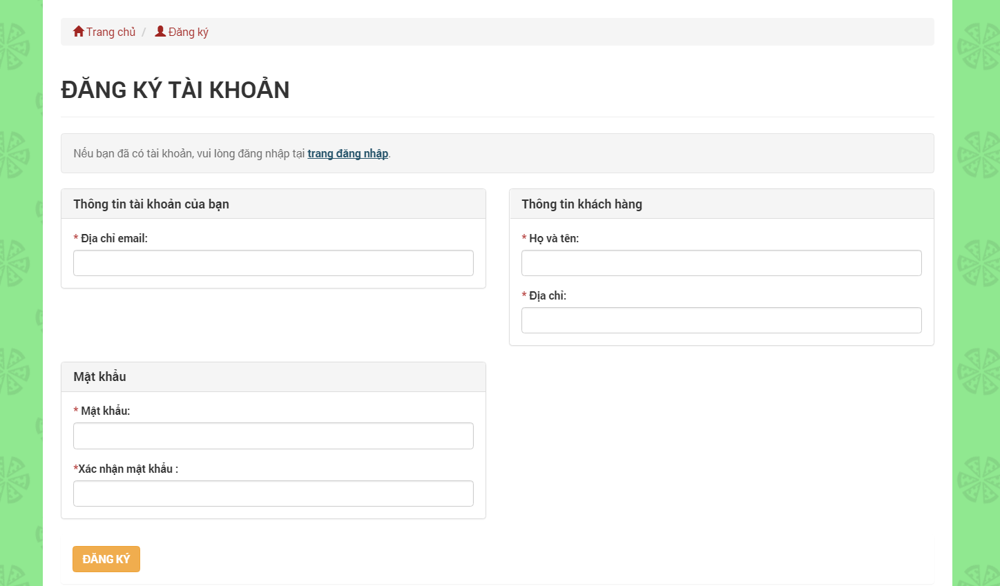 Trang chủ / Đăng ký
ĐĂNG KÝ TÀI KHOẢN
Nếu bạn đã có tài khoản, vui lòng đăng nhập tại trang đăng nhập.
Thông tin tài khoản của bạn
* Địa chỉ email:
Thông tin khách hàng
* Họ và tên:
* Địa chỉ:
Mật khẩu
* Mật khẩu:
*Xác nhận mật khẩu :
ĐĂNG KÝ